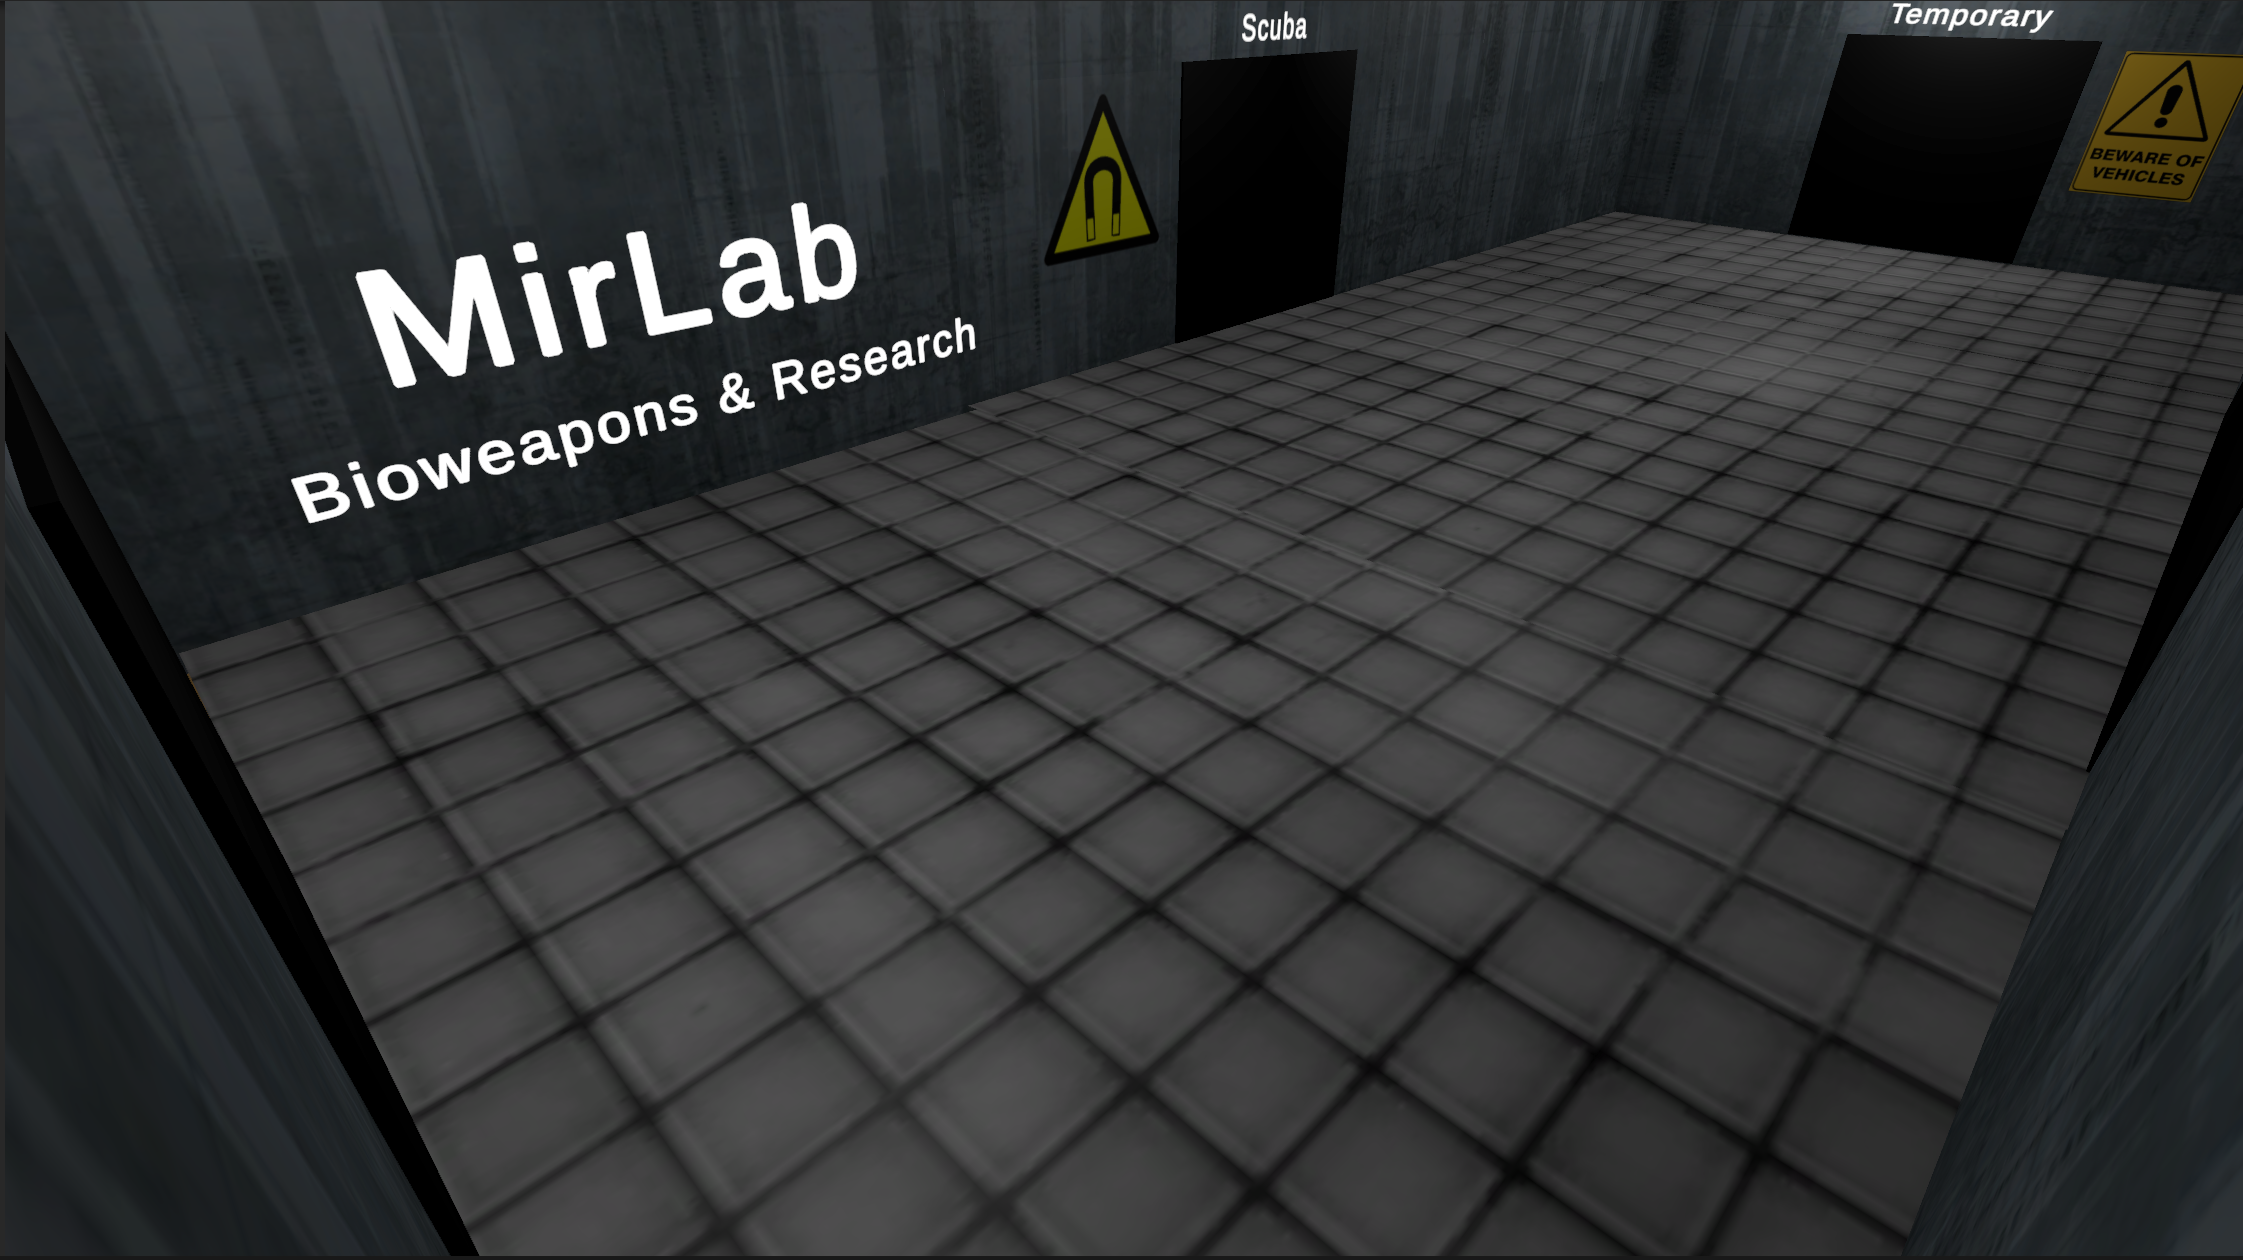 MirLab
Bioweapons & Research
Scuba
Temporary
BEWARE OF
VEHICLES